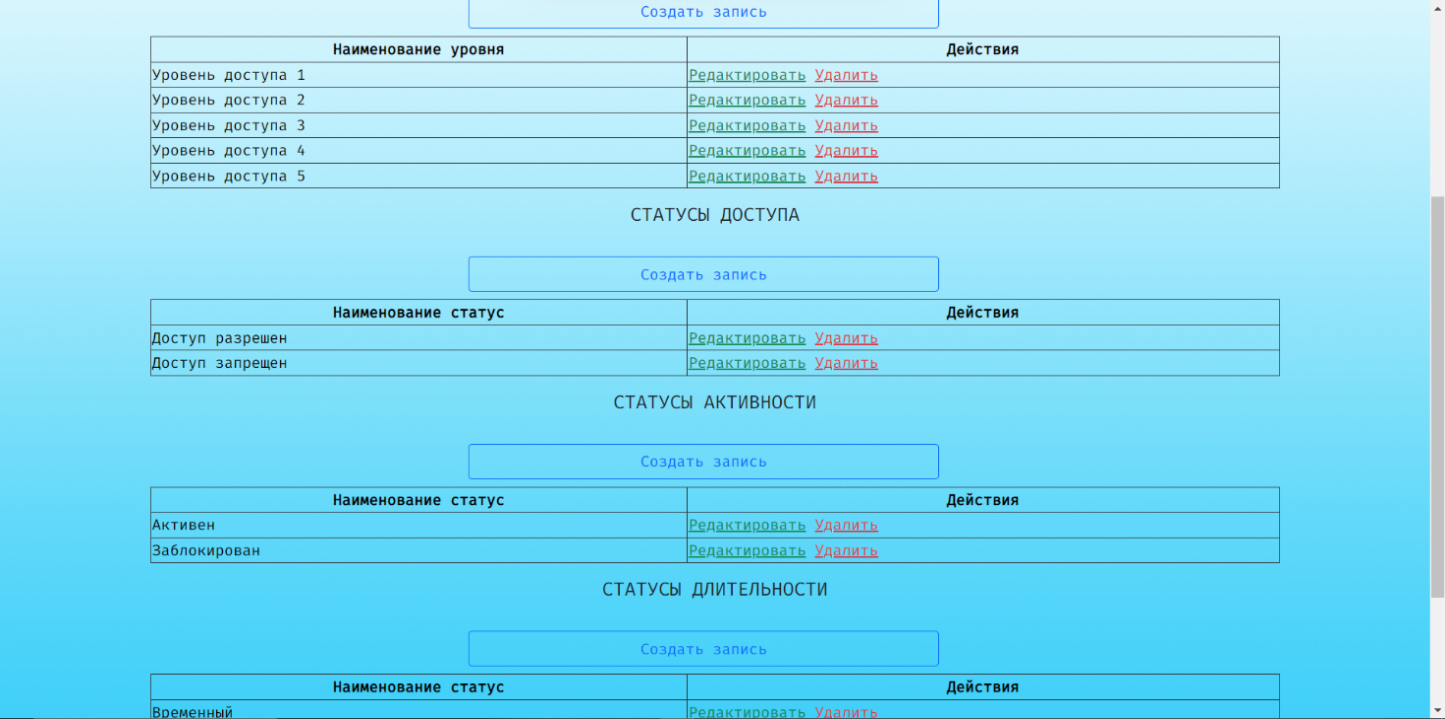 Создать запись
Наименование уровня Действия
Уровень доступа 1 Редактировать Удалить
Уровень доступа 2 Редактировать Удалить
Уровень доступа 3 Редактировать Удалить
Уровень доступа 4 Редактировать Удалить
Уровень доступа 5 Редактировать Удалить
СТАТУСЫ ДОСТУПА
Создать запись
Наименование статус Действия
Доступ разрешен Редактировать Удалить
Доступ запрещен Редактировать Удалить
СТАТУСЫ АКТИВНОСТИ
Создать запись
Наименование статус Действия
Активен Редактировать Удалить
Заблокирован Редактировать Удалить
СТАТУСЫ ДЛИТЕЛЬНОСТИ
Создать запись
Наименование статус Действия
Временный Редактировать Удалить